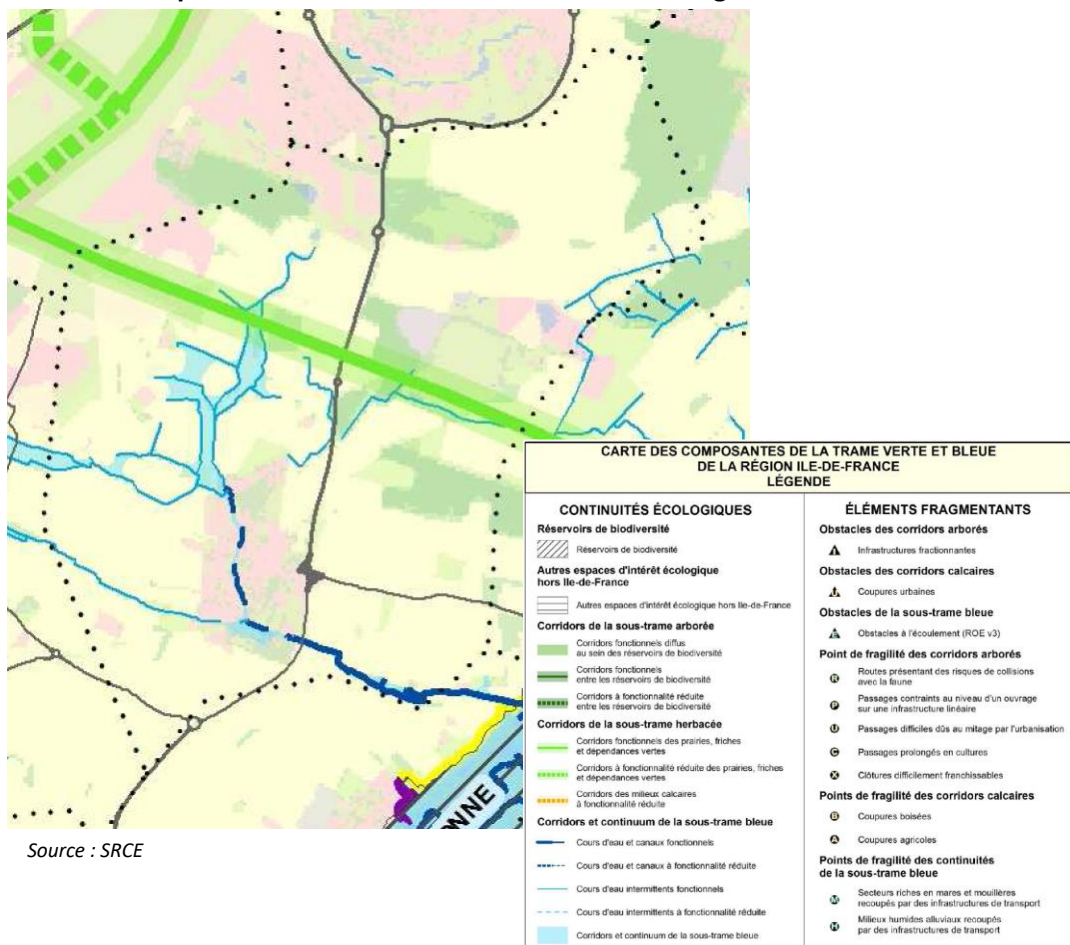 ONNE
Source : SRCE
CARTE DES COMPOSANTES DE LA TRAME VERTE ET BLEUE
DE LA RÉGION ILE-DE-FRANCE
LÉGENDE
CONTINUITÉS ÉCOLOGIQUES
Réservoirs de biodiversité
Réservoirs de biodiversité
Autres espaces d'intérêt écologique
hors Ile-de-France
Autres espaces d'intérêt écologique hors Ile-de-France
Corridors de la sous-trame arborée
Corridors fonctionnels diffus
au sein des réservoirs de biodiversité
Corridors fonctionnels
entre les réservoirs de biodiversité
Corridors à fonctionnalité réduite
entre les réservoirs de biodiversité
Corridors de la sous-trame herbacée
Corridors fonctionnels des prairies, friches
et dépendances vertes
Corridors à fonctionnalité réduite des prairies, friches
et dépendances vertes
Corridors des milieux calcaires
à fonctionnalité réduite
Corridors et continuum de la sous-trame bleue
Cours d'eau et canaux fonctionnels
Cours d'eau et canaux à fonctionnalité réduite
Cours d'eau intermittents fonctionnels
Cours d'eau intermittents à fonctionnalité réduite
Corridors et continuum de la sous-trame bleue
ÉLÉMENTS FRAGMENTANTS
Obstacles des corridors arborés
Infrastructures fractionnantes
Obstacles des corridors calcaires
Coupures urbaines
Obstacles de la sous-trame bleue
Obstacles à l'écoulement (ROE v3)
Point de fragilité des corridors arborés
R Routes présentant des risques de collisions
avec la faune
P Passages contraints au niveau d'un ouvrage
sur une infrastructure linéaire
U Passages difficiles dûs au mitage par l'urbanisation
C Passages prolongés en cultures
X Clôtures difficilement franchissables
Points de fragilité des corridors calcaires
B Coupures boisées
A Coupures agricoles
Points de fragilité des continuités
de la sous-trame bleue
M Secteurs riches en mares et mouillères
recoupés par des infrastructures de transport
H Milieux humides alluviaux recoupés
par des infrastructures de transport